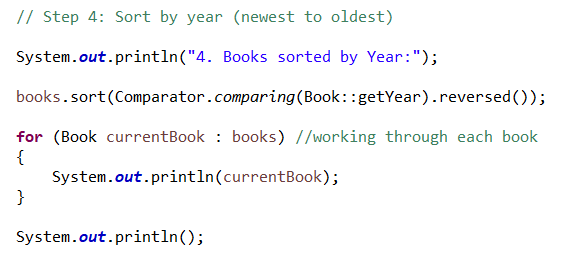 // Step 4: Sort by year (newest to oldest)
System.out.println("4. Books sorted by Year:");
books.sort(Comparator.comparing(Book::getYear).reversed());
for (Book currentBook : books) //working through each book
{
    System.out.println(currentBook);
}
System.out.println();